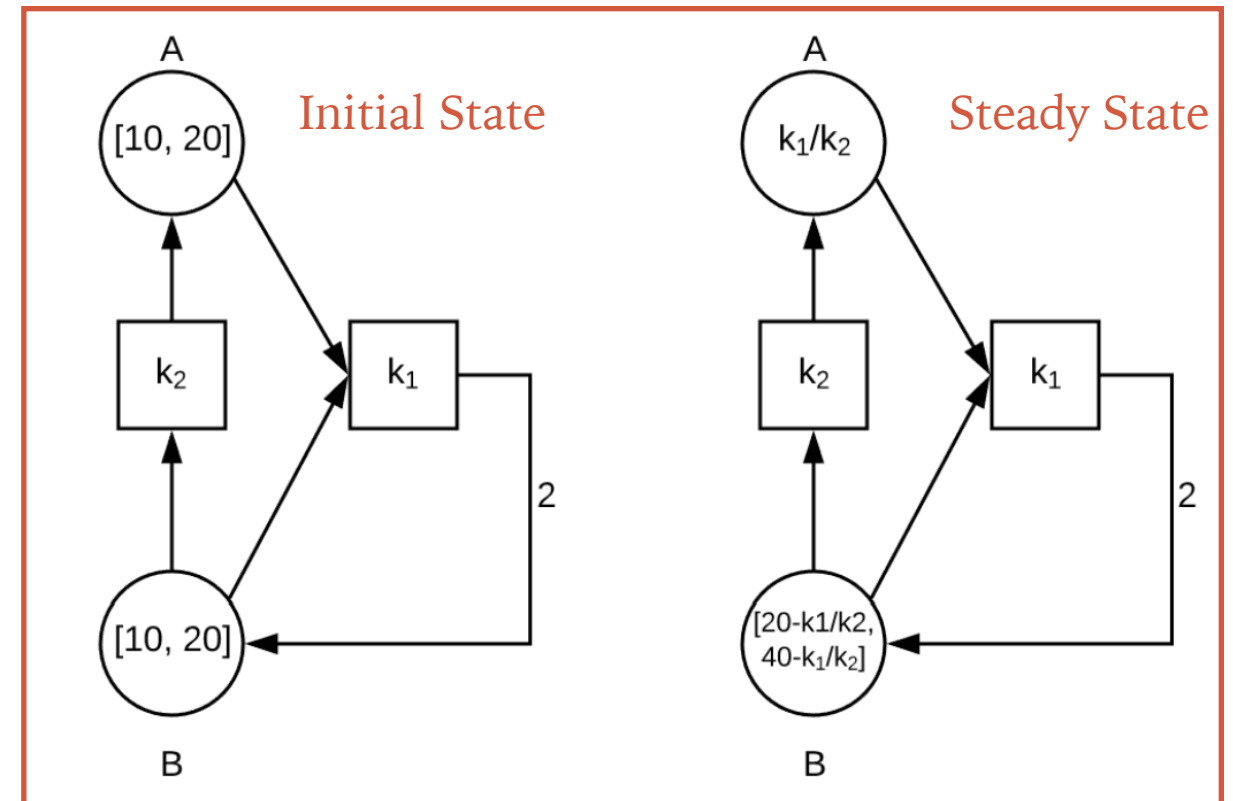 A
Initial State
[10, 20]
k₂
k₁
2
[10, 20]
B
A
Steady State
k₁/k₂
k₂
k₁
2
[20-k1/k2,
40-k₁/k₂]
B